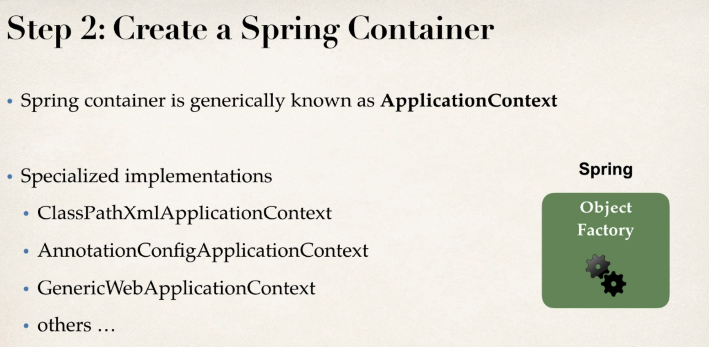 Step 2: Create a Spring Container
• Spring container is generically known as ApplicationContext
• Specialized implementations
• ClassPathXmlApplicationContext
• AnnotationConfigApplicationContext
• GenericWebApplicationContext
• others …
Spring
Object
Factory